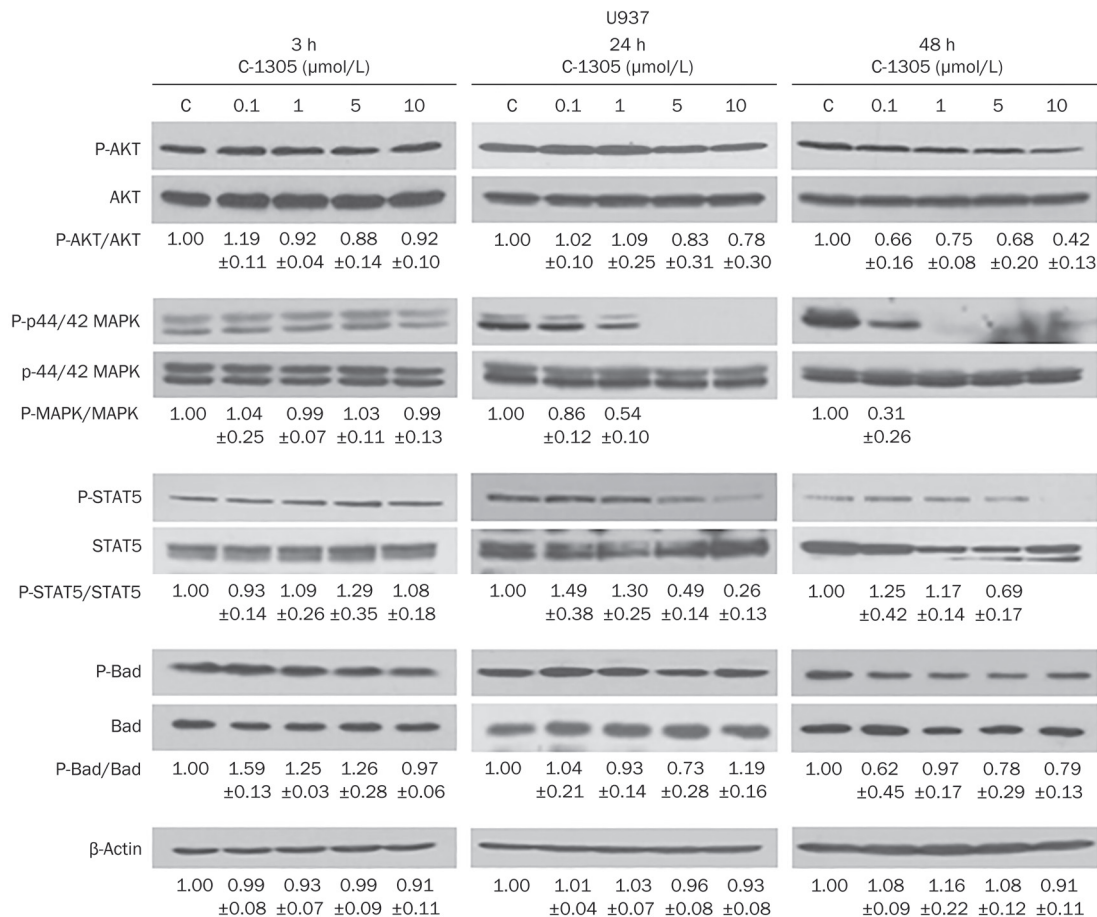 U937
3 h 24 h 48 h
C-1305 (µmol/L) C-1305 (µmol/L) C-1305 (µmol/L)
C 0.1 1 5 10 C 0.1 1 5 10 C 0.1 1 5 10
P-AKT
AKT
P-AKT/AKT 1.00 1.19 0.92 0.88 0.92 1.00 1.02 1.09 0.83 0.78 1.00 0.66 0.75 0.68 0.42
±0.11 ±0.04 ±0.14 ±0.10 ±0.10 ±0.25 ±0.31 ±0.30 ±0.16 ±0.08 ±0.20 ±0.13
P-p44/42 MAPK
p-44/42 MAPK
P-MAPK/MAPK 1.00 1.04 0.99 1.03 0.99 1.00 0.86 0.54 1.00 0.31
±0.25 ±0.07 ±0.11 ±0.13 ±0.12 ±0.10 ±0.26
P-STAT5
STAT5
P-STAT5/STAT5 1.00 0.93 1.09 1.29 1.08 1.00 1.49 1.30 0.49 0.26 1.00 1.25 1.17 0.69
±0.14 ±0.26 ±0.35 ±0.18 ±0.38 ±0.25 ±0.14 ±0.13 ±0.42 ±0.14 ±0.17
P-Bad
Bad
P-Bad/Bad 1.00 1.59 1.25 1.26 0.97 1.00 1.04 0.93 0.73 1.19 1.00 0.62 0.97 0.78 0.79
±0.13 ±0.03 ±0.28 ±0.06 ±0.21 ±0.14 ±0.28 ±0.16 ±0.45 ±0.17 ±0.29 ±0.13
β-Actin
1.00 0.99 0.93 0.99 0.91 1.00 1.01 1.03 0.96 0.93 1.00 1.08 1.16 1.08 0.91
±0.08 ±0.07 ±0.09 ±0.11 ±0.04 ±0.07 ±0.08 ±0.08 ±0.09 ±0.22 ±0.12 ±0.11